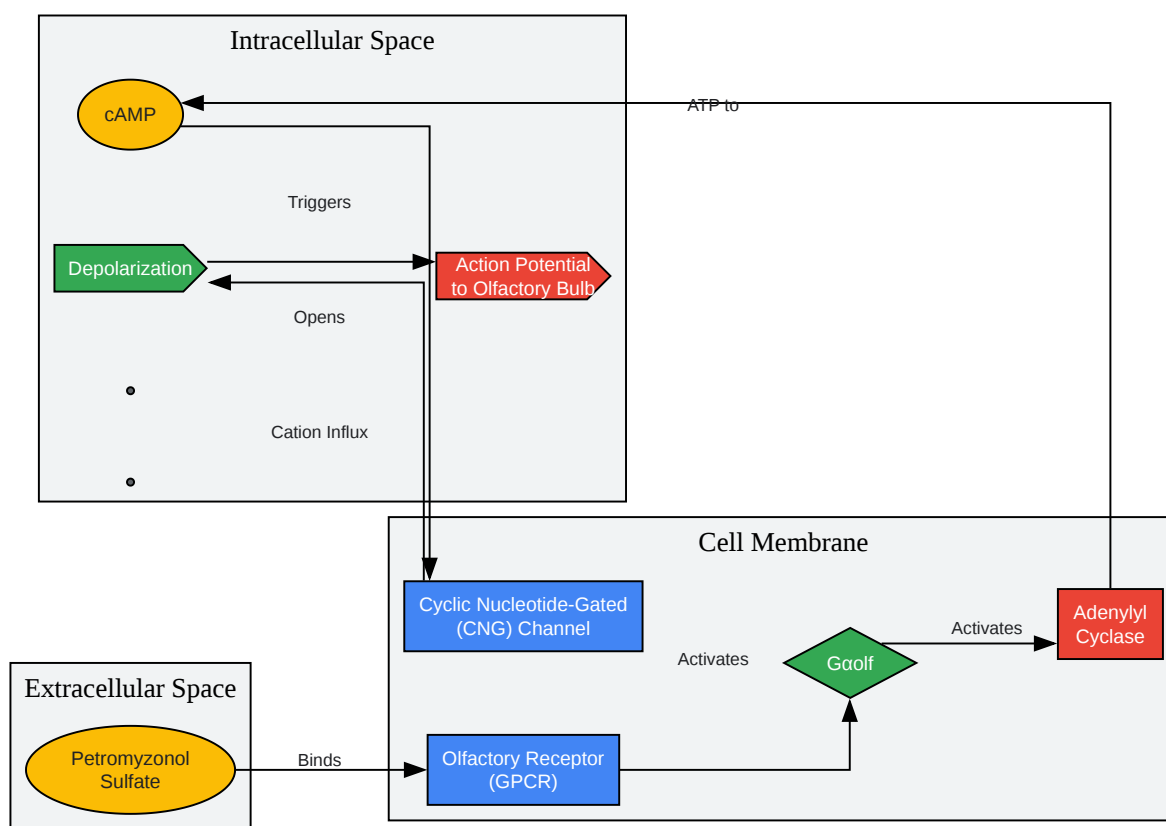 Intracellular Space
cAMP
ATP to
Triggers
Depolarization
Action Potential
to Olfactory Bulb
Opens
Cation Influx
Cell Membrane
Cyclic Nucleotide-Gated
(CNG) Channel
Adenylyl
Cyclase
Activates
Activates
Gαolf
Extracellular Space
Petromyzonol
Sulfate
Binds
Olfactory Receptor
(GPCR)